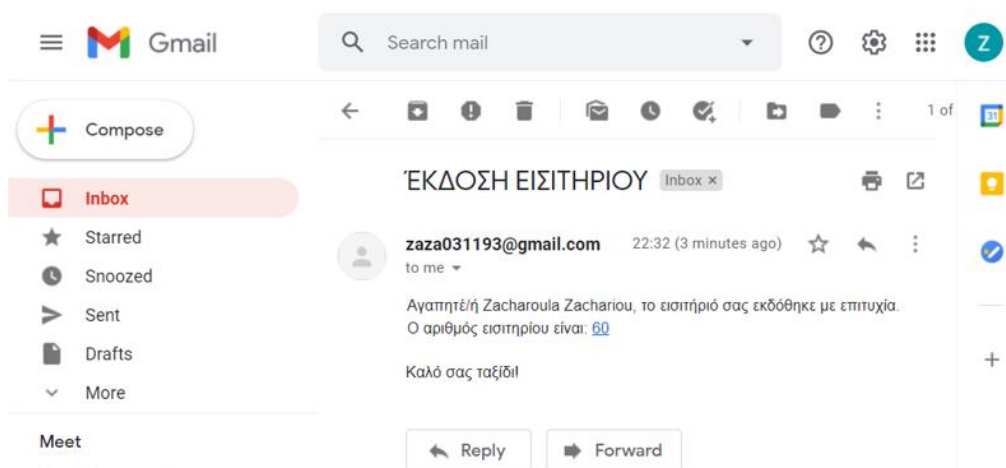 Gmail
Search mail
Z
Compose
1 of
31
ΈΚΔΟΣΗ ΕΙΣΙΤΗΡΙΟΥ Inbox ×
Inbox
Starred
zaza031193@gmail.com 22:32 (3 minutes ago)
to me
Snoozed
Αγαπητέ/ή Zacharoula Zachariou, το εισιτήριό σας εκδόθηκε με επιτυχία.
Sent
Ο αριθμός εισιτηρίου είναι: 60
Drafts
Καλό σας ταξίδι!
More
Meet
Reply Forward